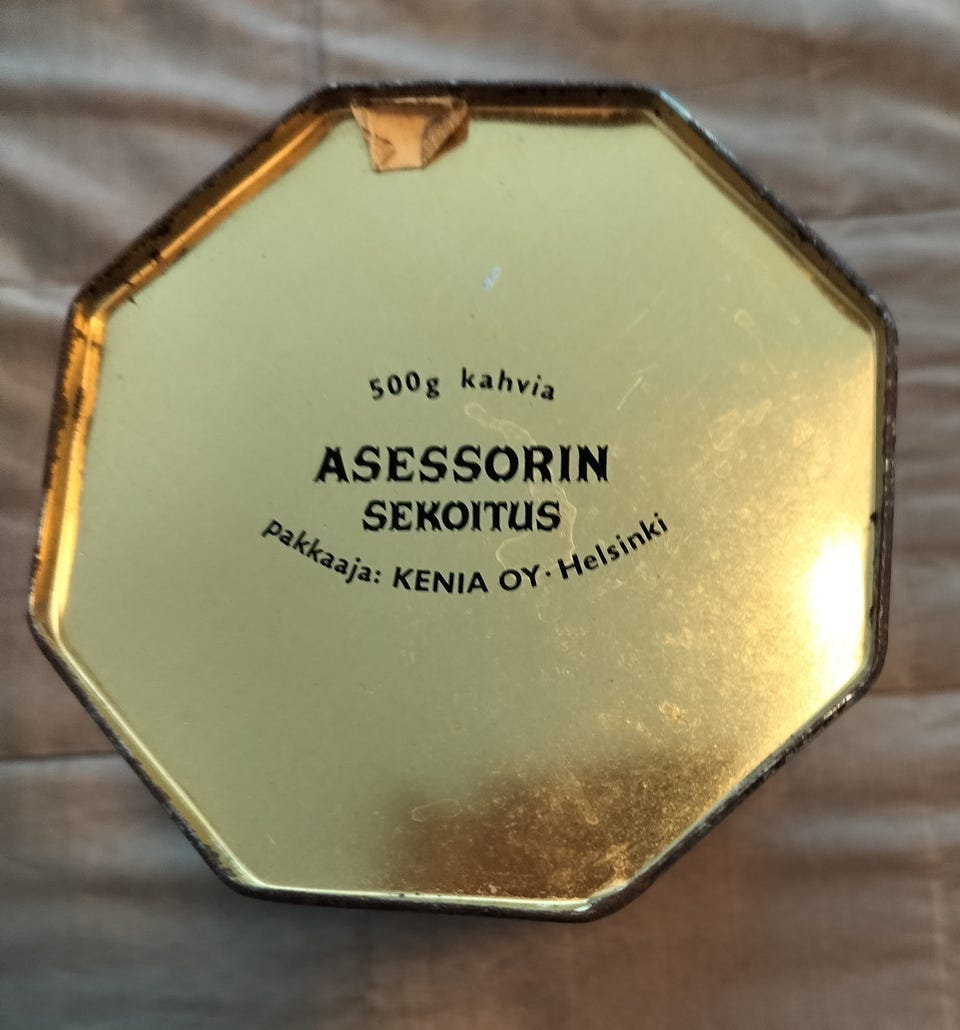 500g kahvia
ASESSORIN
SEKOITUS
pakkaaja: KENIA OY · Helsinki